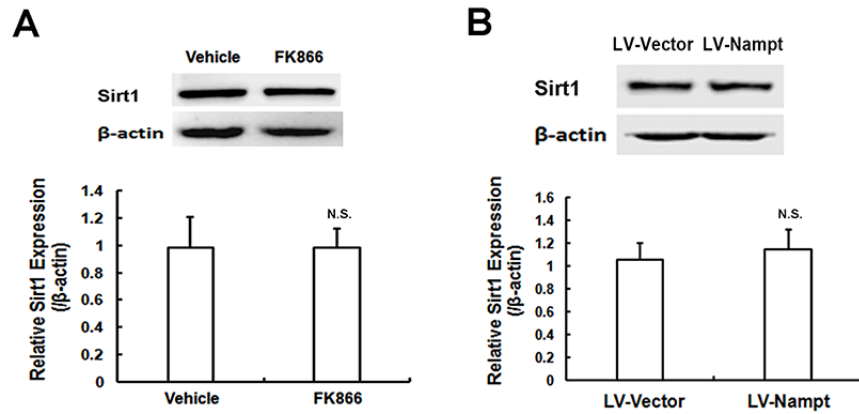 A
Vehicle FK866
Sirt1
β-actin
Relative Sirt1 Expression
(/β-actin)
1.4
1.2
1
0.8
0.6
0.4
0.2
0
N.S.
Vehicle FK866
B
LV-Vector LV-Nampt
Sirt1
β-actin
Relative Sirt1 Expression
(/β-actin)
1.6
1.4
1.2
1
0.8
0.6
0.4
0.2
0
N.S.
LV-Vector LV-Nampt